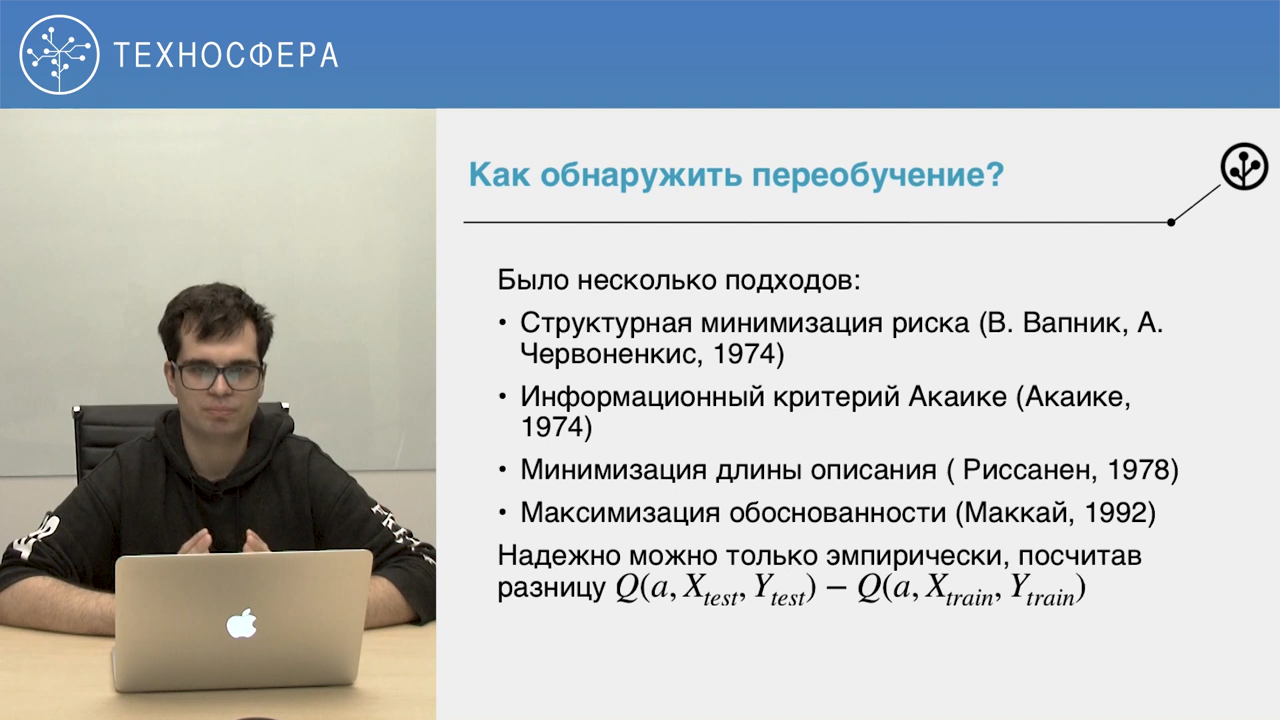 ТЕХНОСФЕРА
Как обнаружить переобучение?
Было несколько подходов:
• Структурная минимизация риска (В. Вапник, А.
Червоненкис, 1974)
• Информационный критерий Акаике (Акаике,
1974)
• Минимизация длины описания ( Риссанен, 1978)
• Максимизация обоснованности (Маккай, 1992)
Надежно можно только эмпирически, посчитав
разницу Q(a, X_test, Y_test) − Q(a, X_train, Y_train)